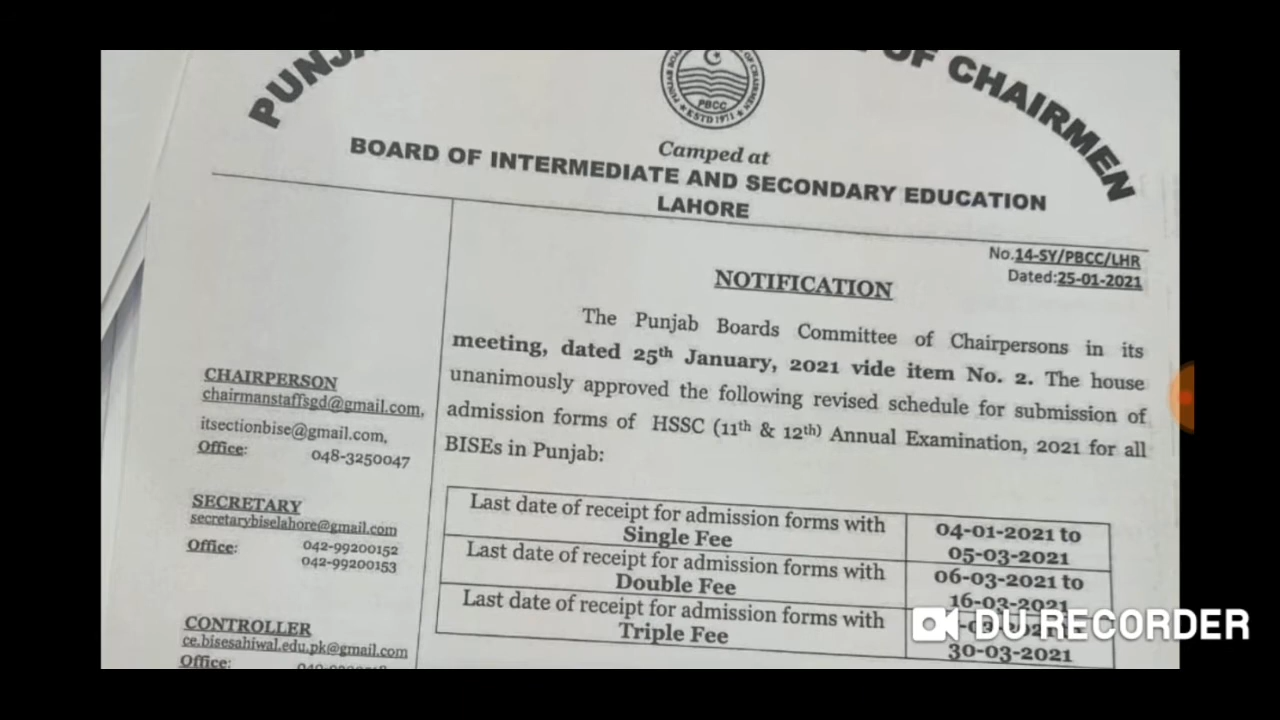 PUNJA
OF CHAIRMEN
PBCC
ESTD 1971
Camped at
BOARD OF INTERMEDIATE AND SECONDARY EDUCATION
LAHORE
No.14-SY/PBCC/LHR
Dated:25-01-2021
NOTIFICATION
The Punjab Boards Committee of Chairpersons in its
meeting, dated 25th January, 2021 vide item No. 2. The house
unanimously approved the following revised schedule for submission of
admission forms of HSSC (11th & 12th) Annual Examination, 2021 for all
BISEs in Punjab:
CHAIRPERSON
chairmanstaffsgd@gmail.com,
itsectionbise@gmail.com,
Office: 048-3250047
SECRETARY
secretarybiselahore@gmail.com
Office: 042-99200152
042-99200153
CONTROLLER
ce.bisesahiwal.edu.pk@gmail.com
Office:
Last date of receipt for admission forms with
Single Fee
04-01-2021 to
05-03-2021
Last date of receipt for admission forms with
Double Fee
06-03-2021 to
16-03-2021
Last date of receipt for admission forms with
Triple Fee
30-03-2021
DU RECORDER